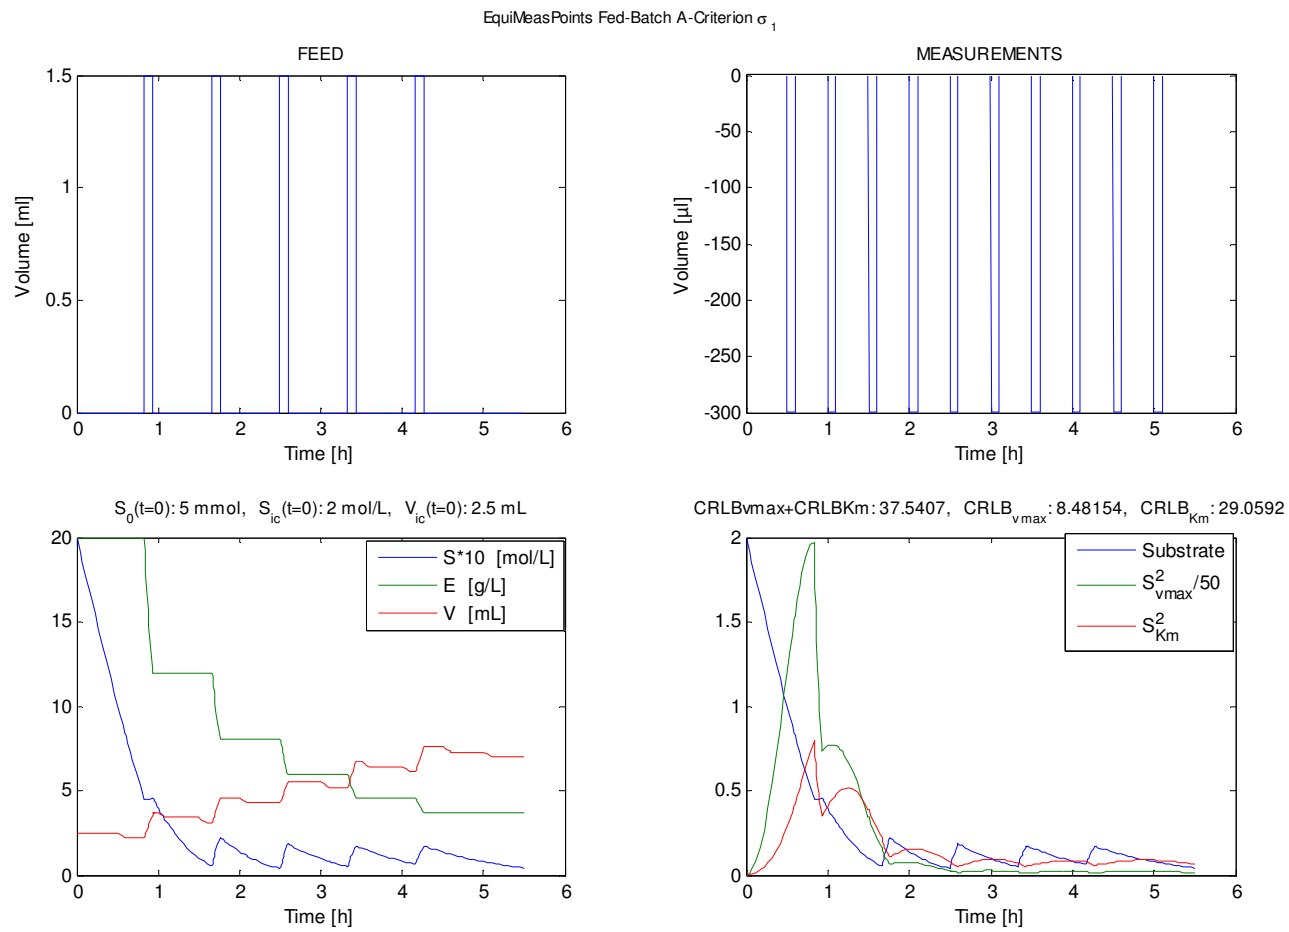 EquiMeasPoints Fed-Batch A-Criterion σ1
FEED
1.5
1
0.5
0
Volume [ml]
0 1 2 3 4 5 6
Time [h]
MEASUREMENTS
0
-50
-100
-150
-200
-250
-300
Volume [µl]
0 1 2 3 4 5 6
Time [h]
S0(t=0): 5 mmol, Sic(t=0): 2 mol/L, Vic(t=0): 2.5 mL
20
15
10
5
0
S*10 [mol/L]
E [g/L]
V [mL]
0 1 2 3 4 5 6
Time [h]
CRLBvmax+CRLBKm: 37.5407, CRLBvmax: 8.48154, CRLBKm: 29.0592
2
1.5
1
0.5
0
Substrate
S²vmax/50
S²Km
0 1 2 3 4 5 6
Time [h]